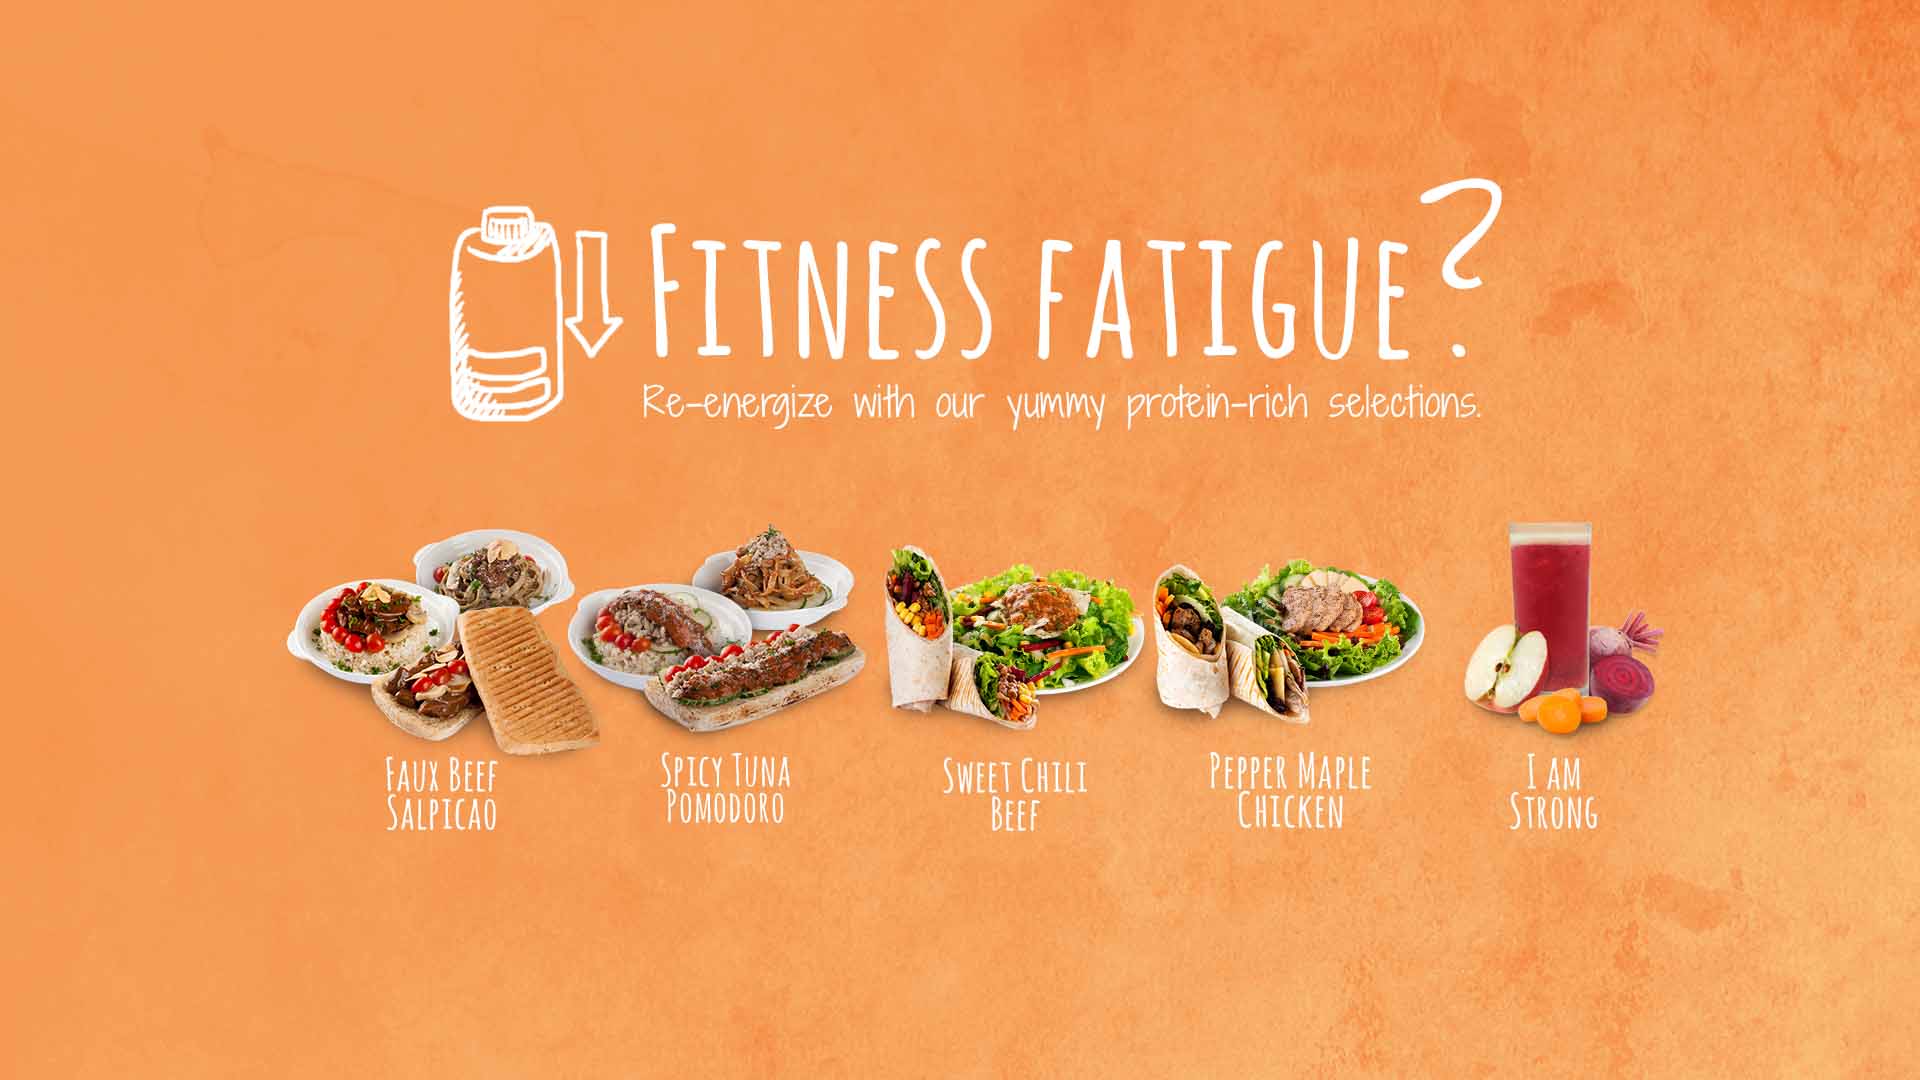 Fitness fatigue?
Re-energize with our yummy protein-rich selections.
Faux Beef
Salpicao
Spicy Tuna
Pomodoro
Sweet Chili
Beef
Pepper Maple
Chicken
I am
Strong